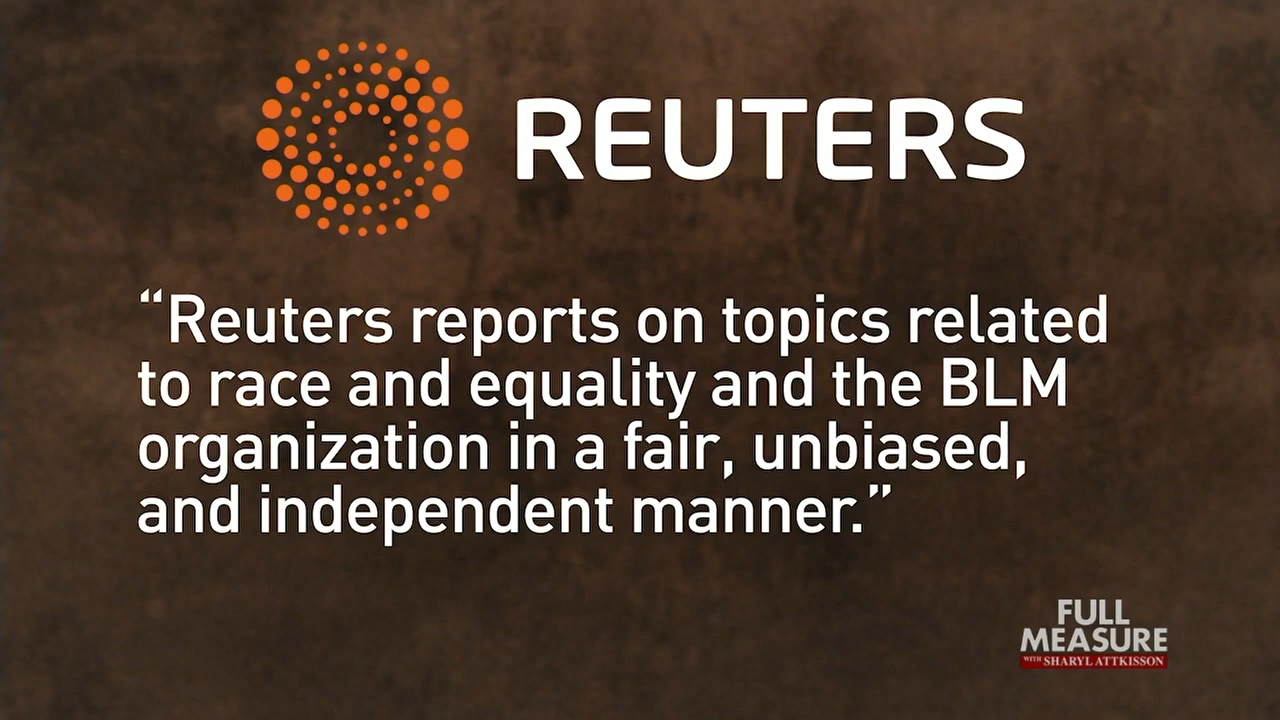 REUTERS
“Reuters reports on topics related
to race and equality and the BLM
organization in a fair, unbiased,
and independent manner.”
FULL
MEASURE
WITH SHARYL ATTKISSON